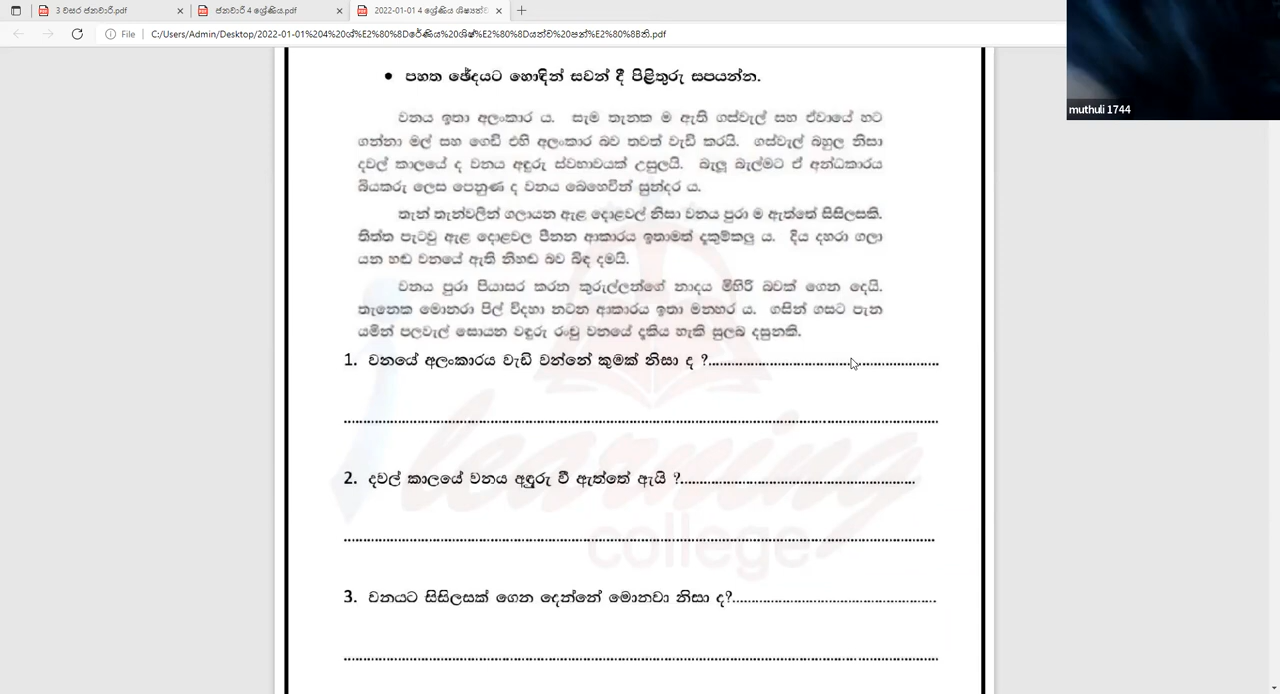 3 වසර ජනවාරි.pdf
ජනවාරි 4 ශ්‍රේණිය.pdf
2022-01-01 4 ශ්‍රේණිය ශිෂ්‍යත්ව
File
C:/Users/Admin/Desktop/2022-01-01%204%20ශ්%E2%80%8Dරේණිය%20ශිෂ්%E2%80%8Dයත්ව%20පන්%E2%80%8Bති.pdf
muthuli 1744
• පහත ඡේදයට හොඳින් සවන් දී පිළිතුරු සපයන්න.
වනය ඉතා අලංකාර ය. සැම තැනක ම ඇති ගස්වැල් සහ ඒවායේ හට
ගන්නා මල් සහ ගෙඩි එහි අලංකාර බව තවත් වැඩි කරයි. ගස්වැල් බහුල නිසා
දවල් කාලයේ ද වනය අඳුරු ස්වභාවයක් උසුලයි. බැලූ බැල්මට ඒ අන්ධකාරය
බියකරු ලෙස පෙනුණ ද වනය බෙහෙවින් සුන්දර ය.
තැන් තැන්වලින් ගලායන ඇළ දොළවල් නිසා වනය පුරා ම ඇත්තේ සිසිලසකි.
තිත්ත පැටවු ඇළ දොළවල පීනන ආකාරය ඉතාමත් දැකුම්කලු ය. දිය දහරා ගලා
යන හඬ වනයේ ඇති නිහඬ බව බිඳ දමයි.
වනය පුරා පියාසර කරන කුරුල්ලන්ගේ නාදය මිහිරි බවක් ගෙන දෙයි.
තැනෙක මොනරා පිල් විදහා නටන ආකාරය ඉතා මනහර ය. ගසින් ගසට පැන
යමින් පලවැල් සොයන වඳුරු රංචු වනයේ දැකිය හැකි සුලබ දසුනකි.
1. වනයේ අලංකාරය වැඩි වන්නේ කුමක් නිසා ද ?
2. දවල් කාලයේ වනය අඳුරු වී ඇත්තේ ඇයි ?
3. වනයට සිසිලසක් ගෙන දෙන්නේ මොනවා නිසා ද?
learning
college